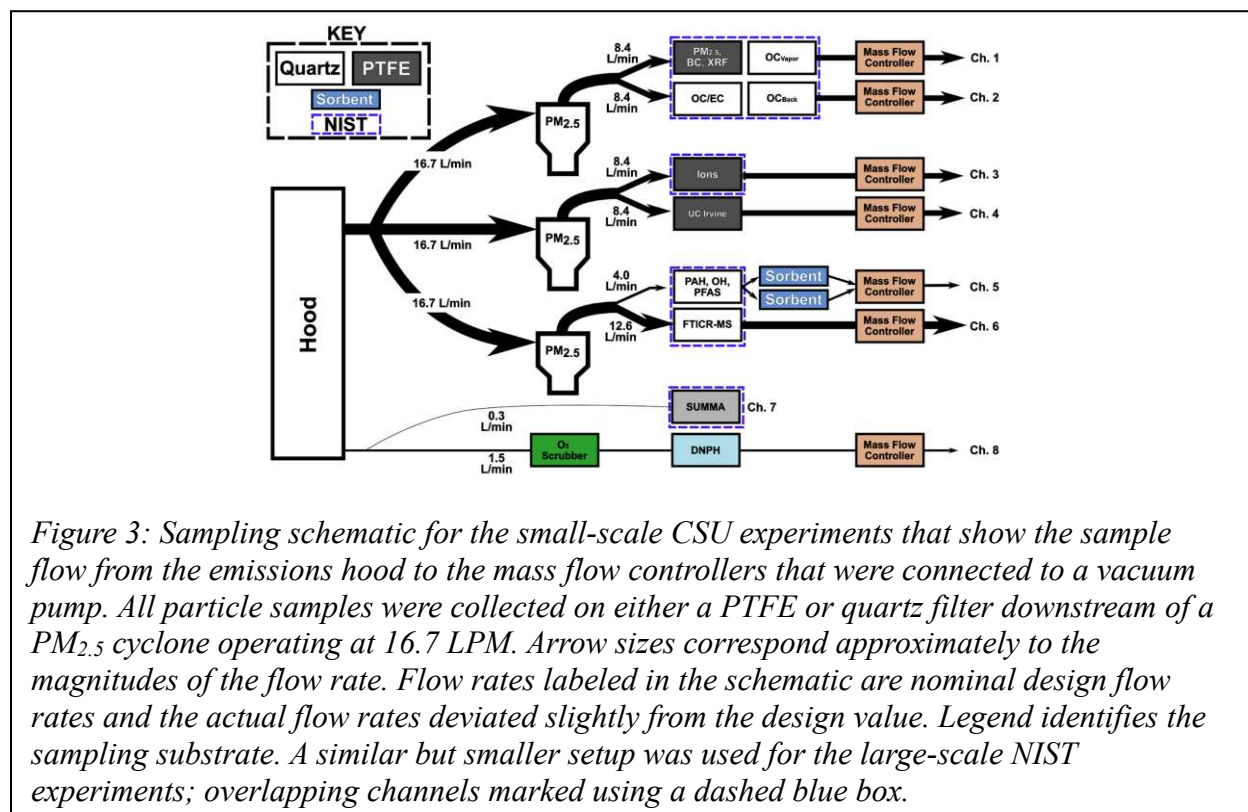 KEY
Quartz PTFE
Sorbent
NIST
Hood
16.7 L/min
16.7 L/min
16.7 L/min
PM2.5
8.4
L/min
8.4
L/min
PM2.5,
BC, XRF
OCVapor
Mass Flow
Controller
Ch. 1
OC/EC
OCBack
Mass Flow
Controller
Ch. 2
PM2.5
8.4
L/min
8.4
L/min
Ions
Mass Flow
Controller
Ch. 3
UC Irvine
Mass Flow
Controller
Ch. 4
PM2.5
4.0
L/min
12.6
L/min
PAH, OH,
PFAS
Sorbent
Sorbent
Mass Flow
Controller
Ch. 5
FTICR-MS
Mass Flow
Controller
Ch. 6
0.3
L/min
SUMMA
Ch. 7
1.5
L/min
O3
Scrubber
DNPH
Mass Flow
Controller
Ch. 8
Figure 3: Sampling schematic for the small-scale CSU experiments that show the sample
flow from the emissions hood to the mass flow controllers that were connected to a vacuum
pump. All particle samples were collected on either a PTFE or quartz filter downstream of a
PM2.5 cyclone operating at 16.7 LPM. Arrow sizes correspond approximately to the
magnitudes of the flow rate. Flow rates labeled in the schematic are nominal design flow
rates and the actual flow rates deviated slightly from the design value. Legend identifies the
sampling substrate. A similar but smaller setup was used for the large-scale NIST
experiments; overlapping channels marked using a dashed blue box.